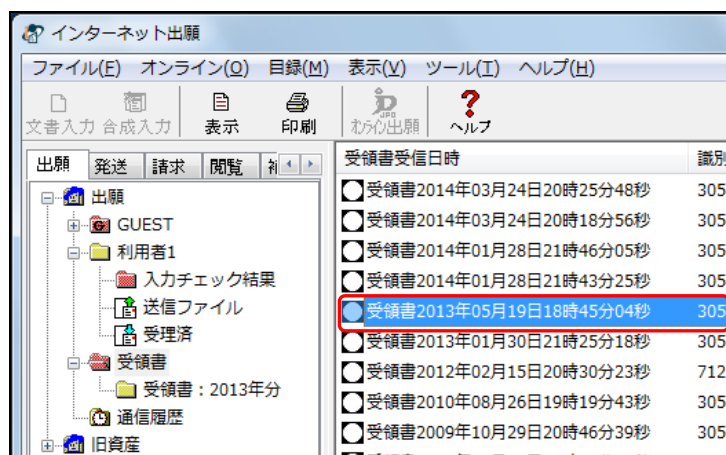 インターネット出願
ファイル(F) オンライン(O) 目録(M) 表示(V) ツール(T) ヘルプ(H)
文書入力 合成入力 表示 印刷 オンライン出願 ヘルプ
出願 発送 請求 閲覧
受領書受信日時 識別
出願
GUEST
利用者1
入力チェック結果
送信ファイル
受理済
受領書
受領書：2013年分
通信履歴
旧資産
受領書2014年03月24日20時25分48秒 305
受領書2014年03月24日20時18分56秒 305
受領書2014年01月28日21時46分05秒 305
受領書2014年01月28日21時43分25秒 305
受領書2013年05月19日18時45分04秒 305
受領書2013年01月30日21時25分18秒 305
受領書2012年02月15日20時30分23秒 712
受領書2010年08月26日19時19分43秒 305
受領書2009年10月29日20時46分39秒 305